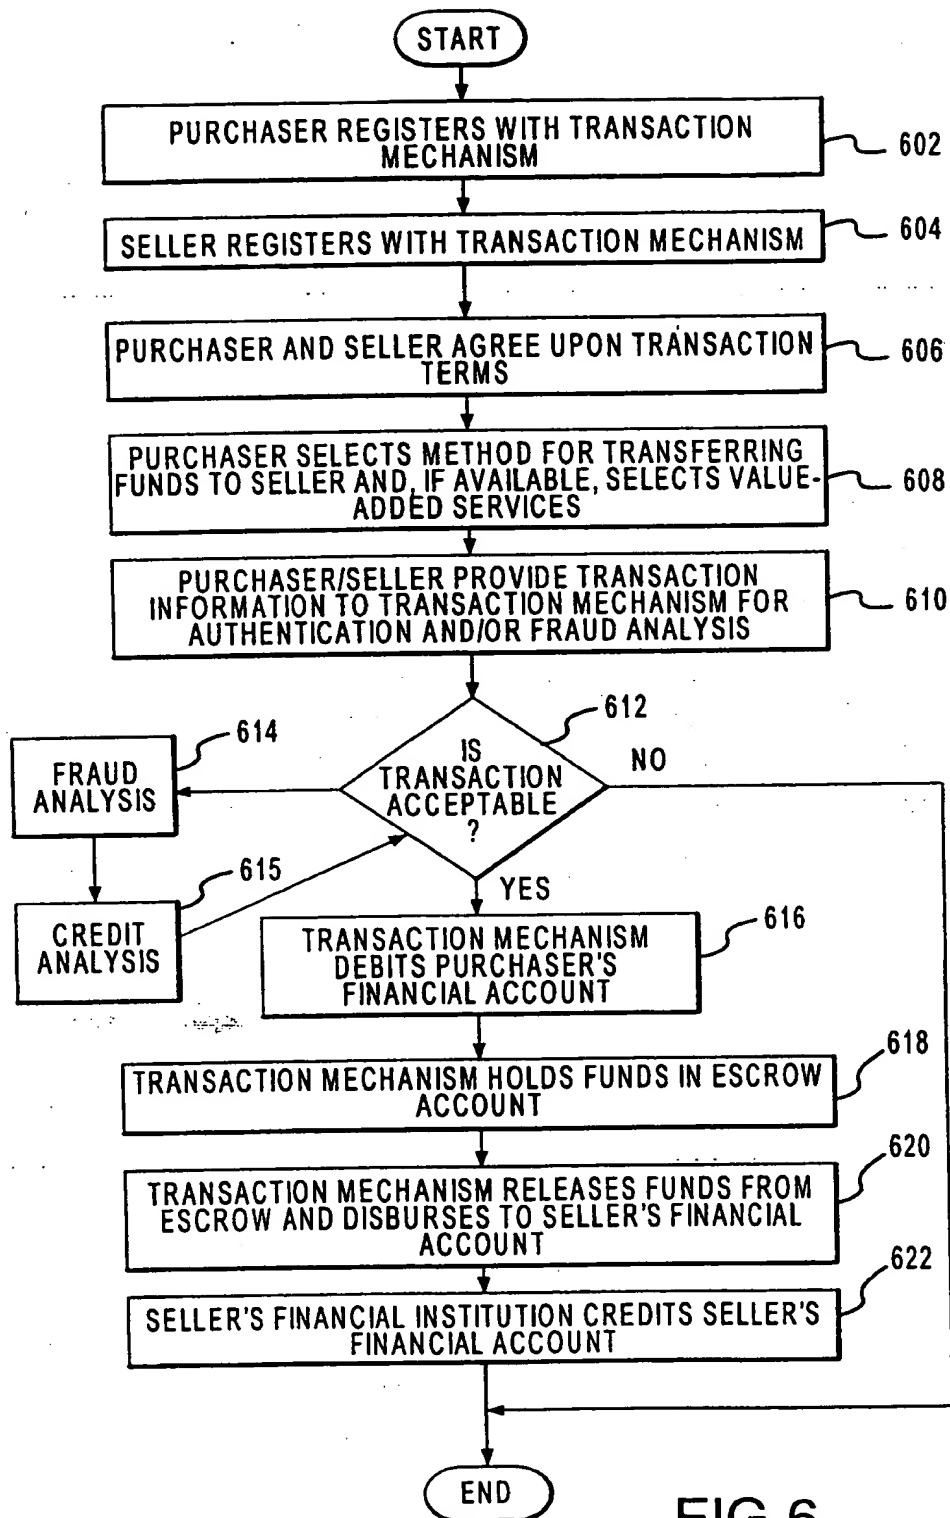 START
PURCHASER REGISTERS WITH TRANSACTION
MECHANISM
602
SELLER REGISTERS WITH TRANSACTION MECHANISM
604
PURCHASER AND SELLER AGREE UPON TRANSACTION
TERMS
606
PURCHASER SELECTS METHOD FOR TRANSFERRING
FUNDS TO SELLER AND, IF AVAILABLE, SELECTS VALUE-
ADDED SERVICES
608
PURCHASER/SELLER PROVIDE TRANSACTION
INFORMATION TO TRANSACTION MECHANISM FOR
AUTHENTICATION AND/OR FRAUD ANALYSIS
610
612
IS
TRANSACTION
ACCEPTABLE
?
NO
614
FRAUD
ANALYSIS
615
CREDIT
ANALYSIS
YES
TRANSACTION MECHANISM
DEBITS PURCHASER'S
FINANCIAL ACCOUNT
616
TRANSACTION MECHANISM HOLDS FUNDS IN ESCROW
ACCOUNT
618
TRANSACTION MECHANISM RELEASES FUNDS FROM
ESCROW AND DISBURSES TO SELLER'S FINANCIAL
ACCOUNT
620
SELLER'S FINANCIAL INSTITUTION CREDITS SELLER'S
FINANCIAL ACCOUNT
622
END
FIG.6